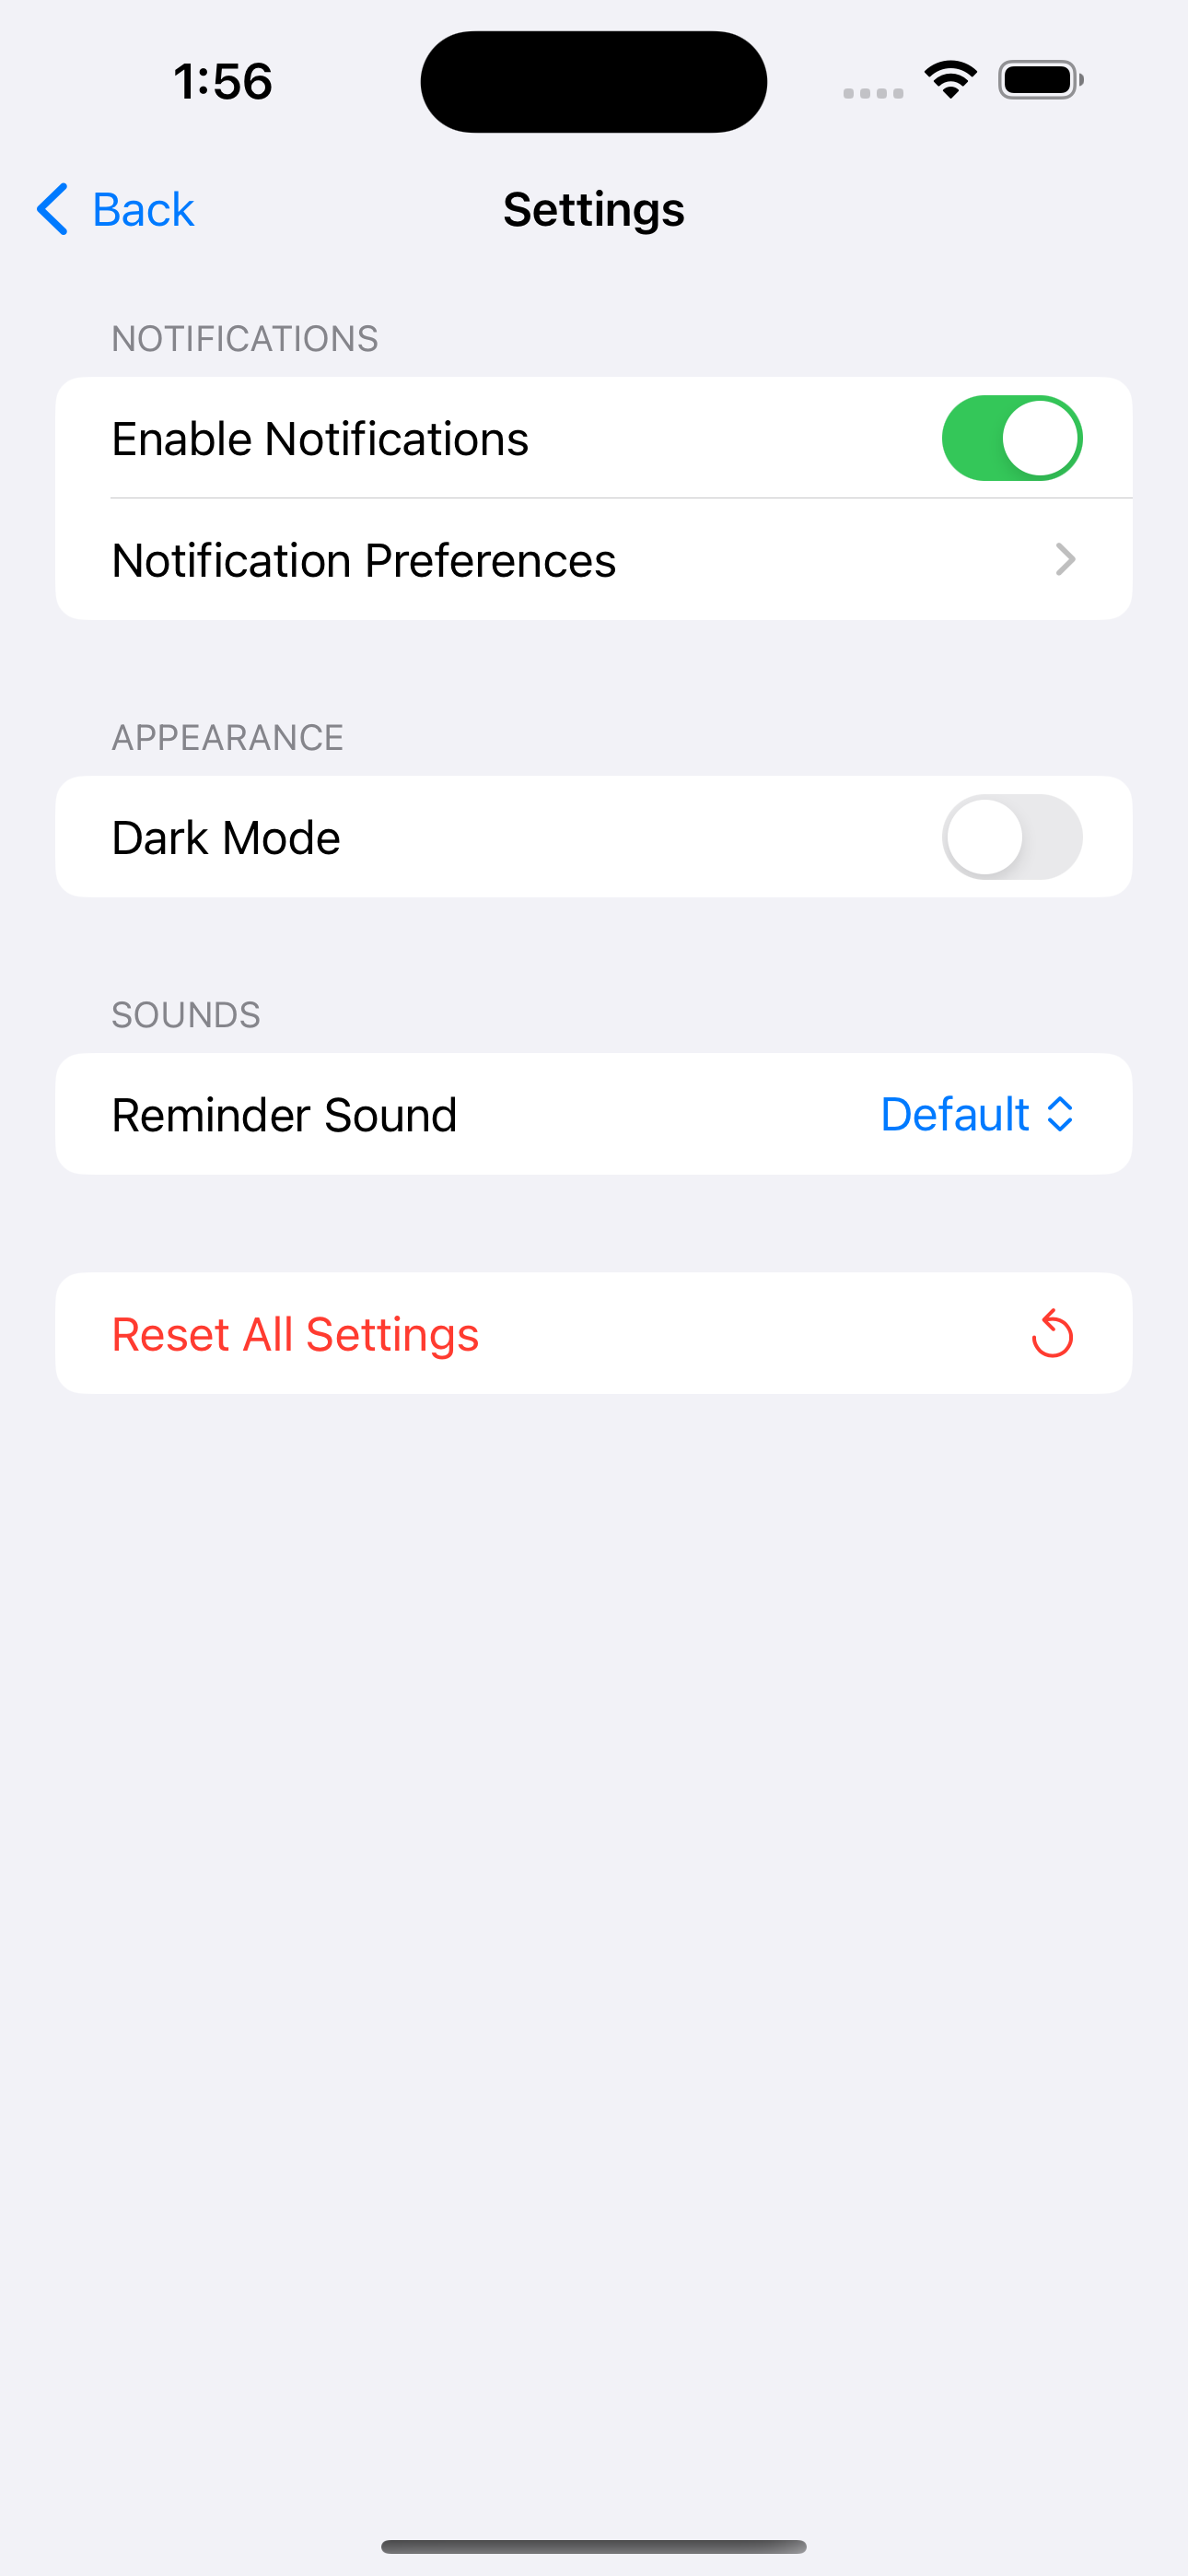 1:56
Back
Settings
NOTIFICATIONS
Enable Notifications
Notification Preferences
APPEARANCE
Dark Mode
SOUNDS
Reminder Sound
Default
Reset All Settings